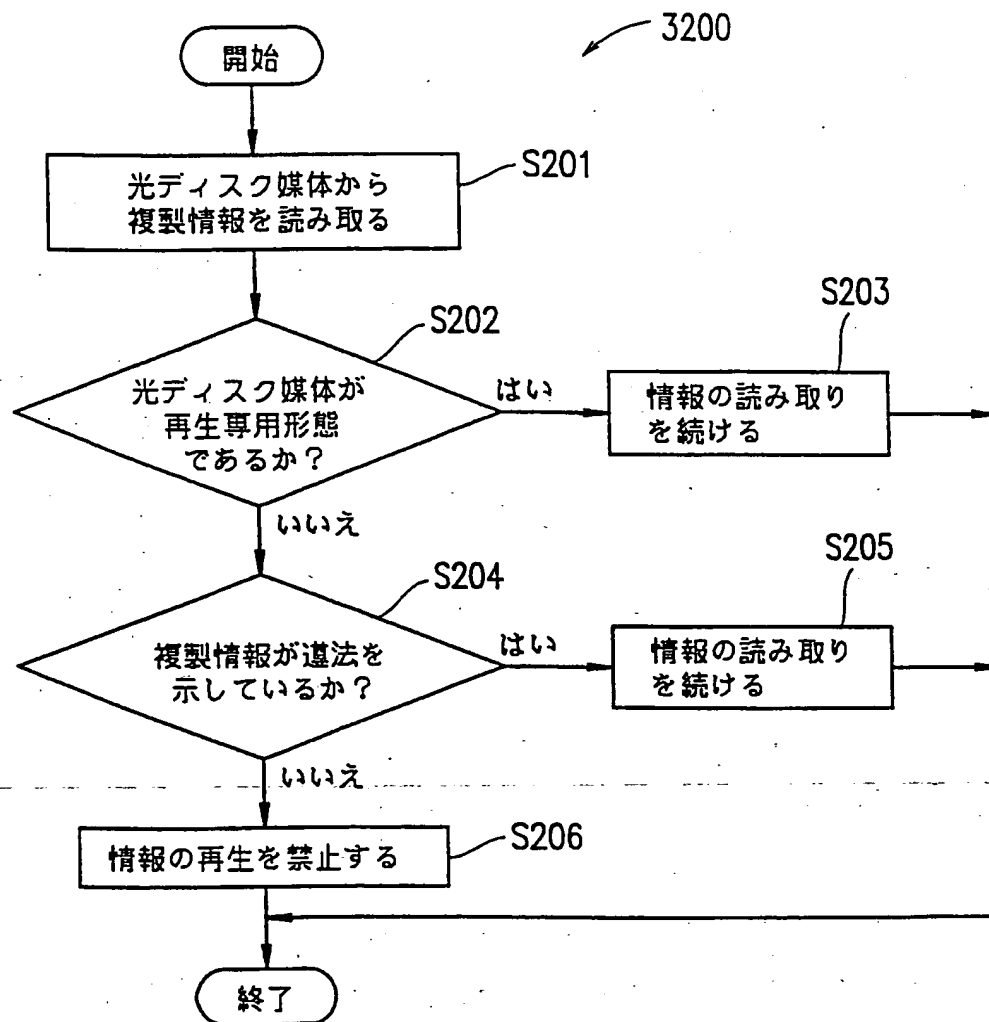 3200
開始
S201
光ディスク媒体から
複製情報を読み取る
S202
光ディスク媒体が
再生専用形態
であるか？
はい
S203
情報の読み取り
を続ける
いいえ
S204
複製情報が遵法を
示しているか？
はい
S205
情報の読み取り
を続ける
いいえ
S206
情報の再生を禁止する
終了